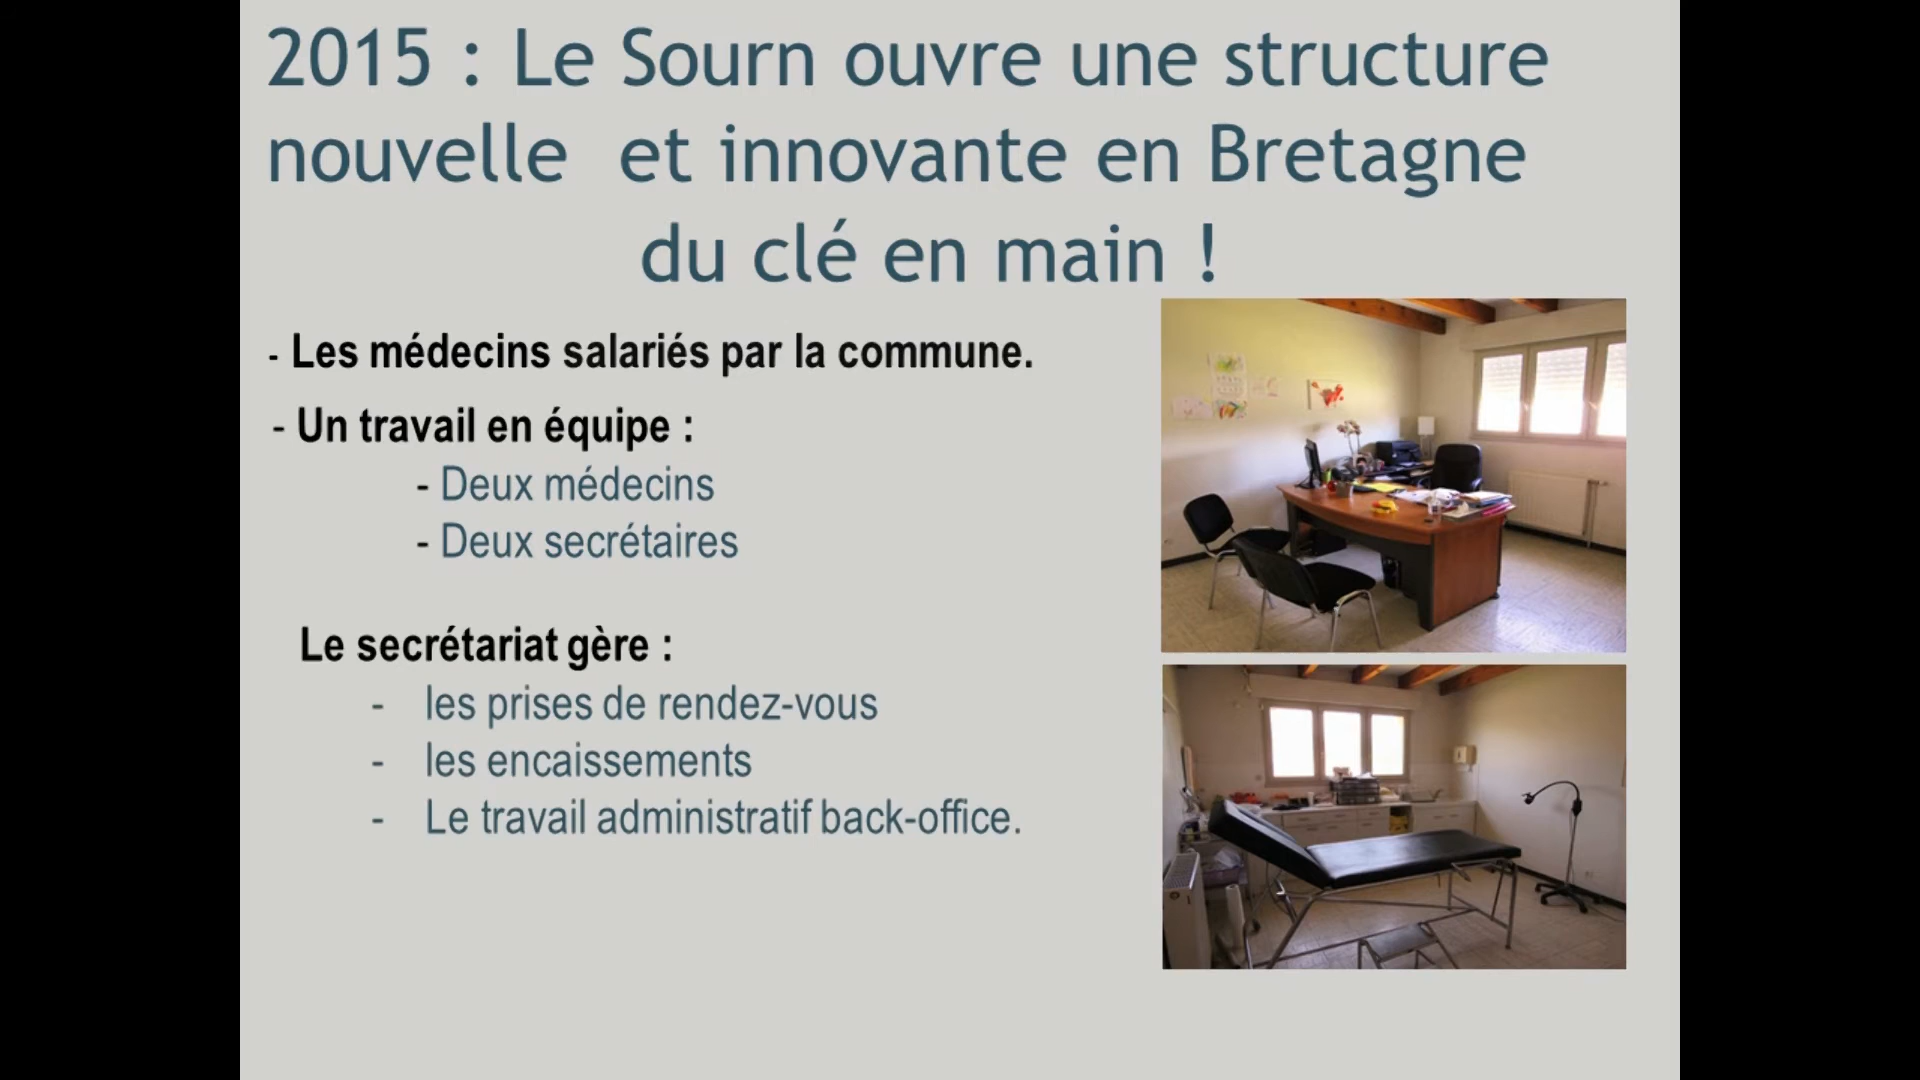 2015 : Le Sourn ouvre une structure
nouvelle et innovante en Bretagne
du clé en main !
- Les médecins salariés par la commune.
- Un travail en équipe :
- Deux médecins
- Deux secrétaires
Le secrétariat gère :
- les prises de rendez-vous
- les encaissements
- Le travail administratif back-office.